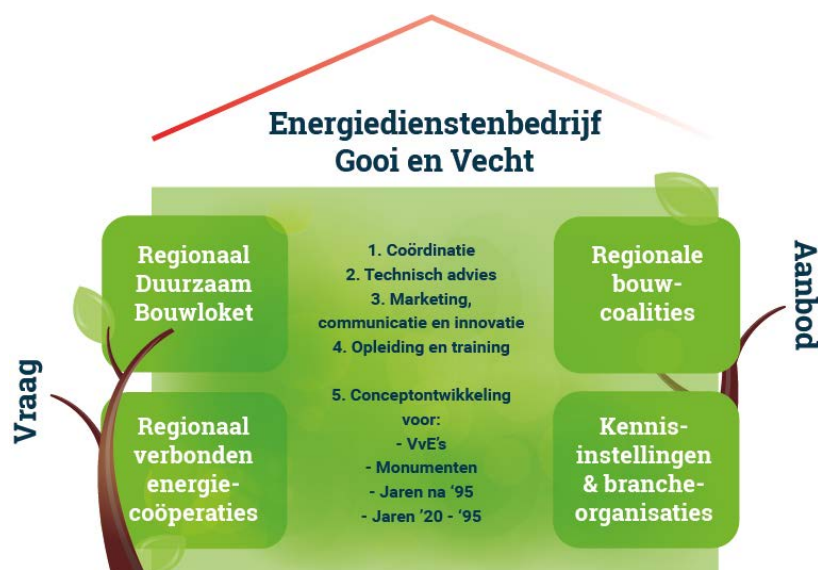 Energiedienstenbedrijf
Gooi en Vecht
Vraag
Regionaal
Duurzaam
Bouwloket
Regionaal
verbonden
energie-
coöperaties
1. Coördinatie
2. Technisch advies
3. Marketing,
communicatie en innovatie
4. Opleiding en training
5. Conceptontwikkeling
voor:
- VvE's
- Monumenten
- Jaren na ‘95
- Jaren ’20 - ‘95
Regionale
bouw-
coalities
Kennis-
instellingen
& branche-
organisaties
Aanbod